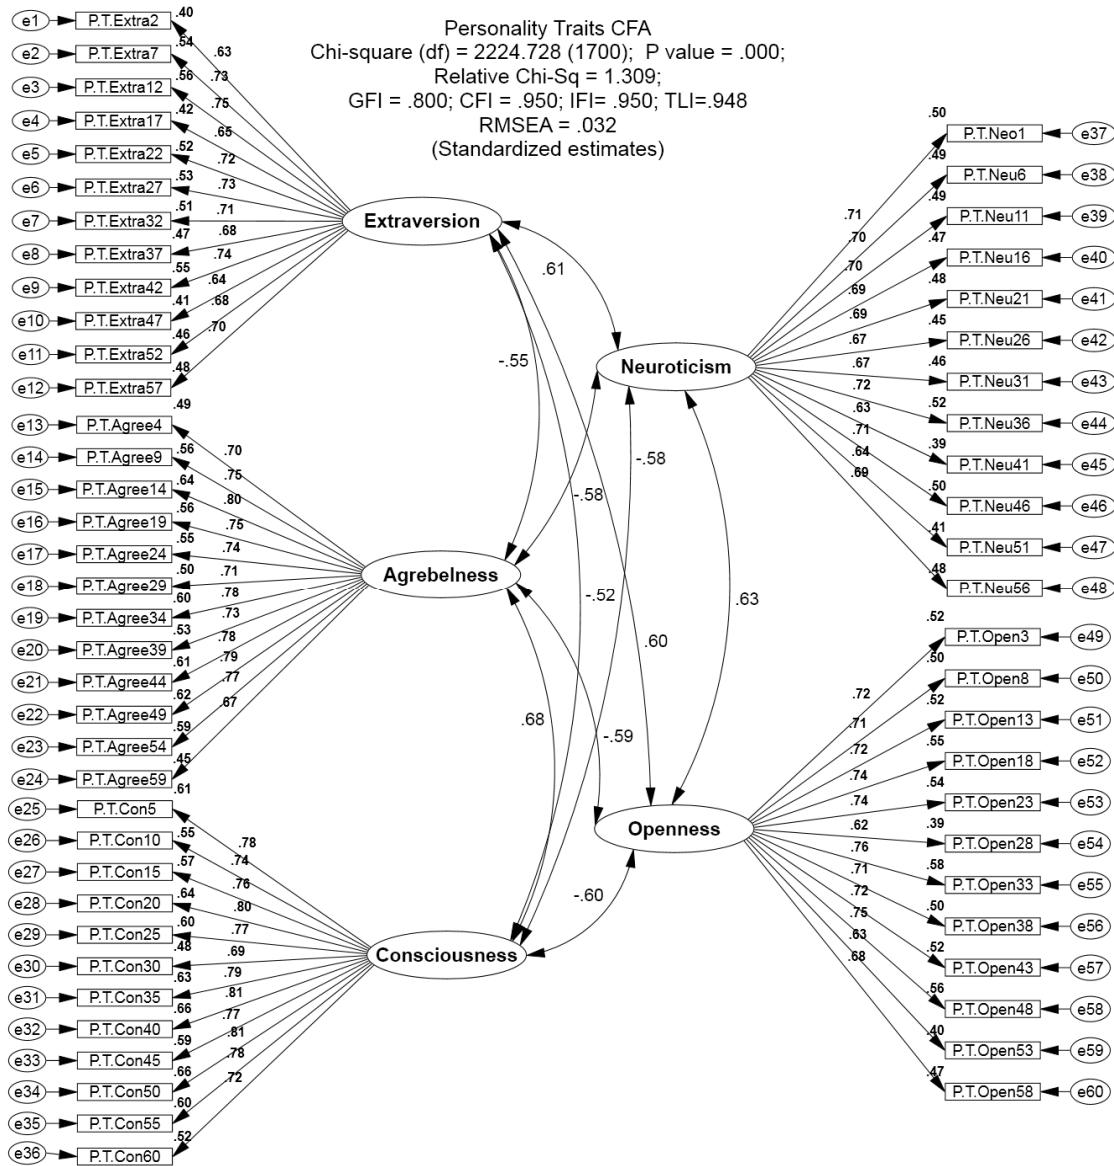 Personality Traits CFA
Chi-square (df) = 2224.728 (1700); P value = .000;
Relative Chi-Sq = 1.309;
GFI = .800; CFI = .950; IFI= .950; TLI=.948
RMSEA = .032
(Standardized estimates)
e1 P.T.Extra2 .40 .63
e2 P.T.Extra7 .54 .73
e3 P.T.Extra12 .56 .75
e4 P.T.Extra17 .42 .65
e5 P.T.Extra22 .52 .72
e6 P.T.Extra27 .53 .73
e7 P.T.Extra32 .51 .71
e8 P.T.Extra37 .47 .68
e9 P.T.Extra42 .55 .74
e10 P.T.Extra47 .41 .64
e11 P.T.Extra52 .46 .68
e12 P.T.Extra57 .48 .70
Extraversion
e13 P.T.Agree4 .49 .70
e14 P.T.Agree9 .56 .75
e15 P.T.Agree14 .64 .80
e16 P.T.Agree19 .56 .75
e17 P.T.Agree24 .55 .74
e18 P.T.Agree29 .50 .71
e19 P.T.Agree34 .60 .78
e20 P.T.Agree39 .53 .73
e21 P.T.Agree44 .61 .78
e22 P.T.Agree49 .62 .79
e23 P.T.Agree54 .59 .77
e24 P.T.Agree59 .45 .67
Agrebelness
e25 P.T.Con5 .61 .78
e26 P.T.Con10 .55 .74
e27 P.T.Con15 .57 .76
e28 P.T.Con20 .64 .80
e29 P.T.Con25 .60 .77
e30 P.T.Con30 .48 .69
e31 P.T.Con35 .63 .79
e32 P.T.Con40 .66 .81
e33 P.T.Con45 .59 .77
e34 P.T.Con50 .66 .81
e35 P.T.Con55 .60 .78
e36 P.T.Con60 .52 .72
Consciousness
.61
-.55
-.58
-.58
-.52
.60
.63
.68
-.59
-.60
Neuroticism
.71 .50 P.T.Neo1 e37
.70 .49 P.T.Neu6 e38
.70 .49 P.T.Neu11 e39
.69 .47 P.T.Neu16 e40
.69 .48 P.T.Neu21 e41
.67 .45 P.T.Neu26 e42
.67 .46 P.T.Neu31 e43
.72 .52 P.T.Neu36 e44
.63 .39 P.T.Neu41 e45
.71 .50 P.T.Neu46 e46
.64 .41 P.T.Neu51 e47
.69 .48 P.T.Neu56 e48
Openness
.72 .52 P.T.Open3 e49
.71 .50 P.T.Open8 e50
.72 .52 P.T.Open13 e51
.74 .55 P.T.Open18 e52
.74 .54 P.T.Open23 e53
.62 .39 P.T.Open28 e54
.76 .58 P.T.Open33 e55
.71 .50 P.T.Open38 e56
.72 .52 P.T.Open43 e57
.75 .56 P.T.Open48 e58
.63 .40 P.T.Open53 e59
.68 .47 P.T.Open58 e60